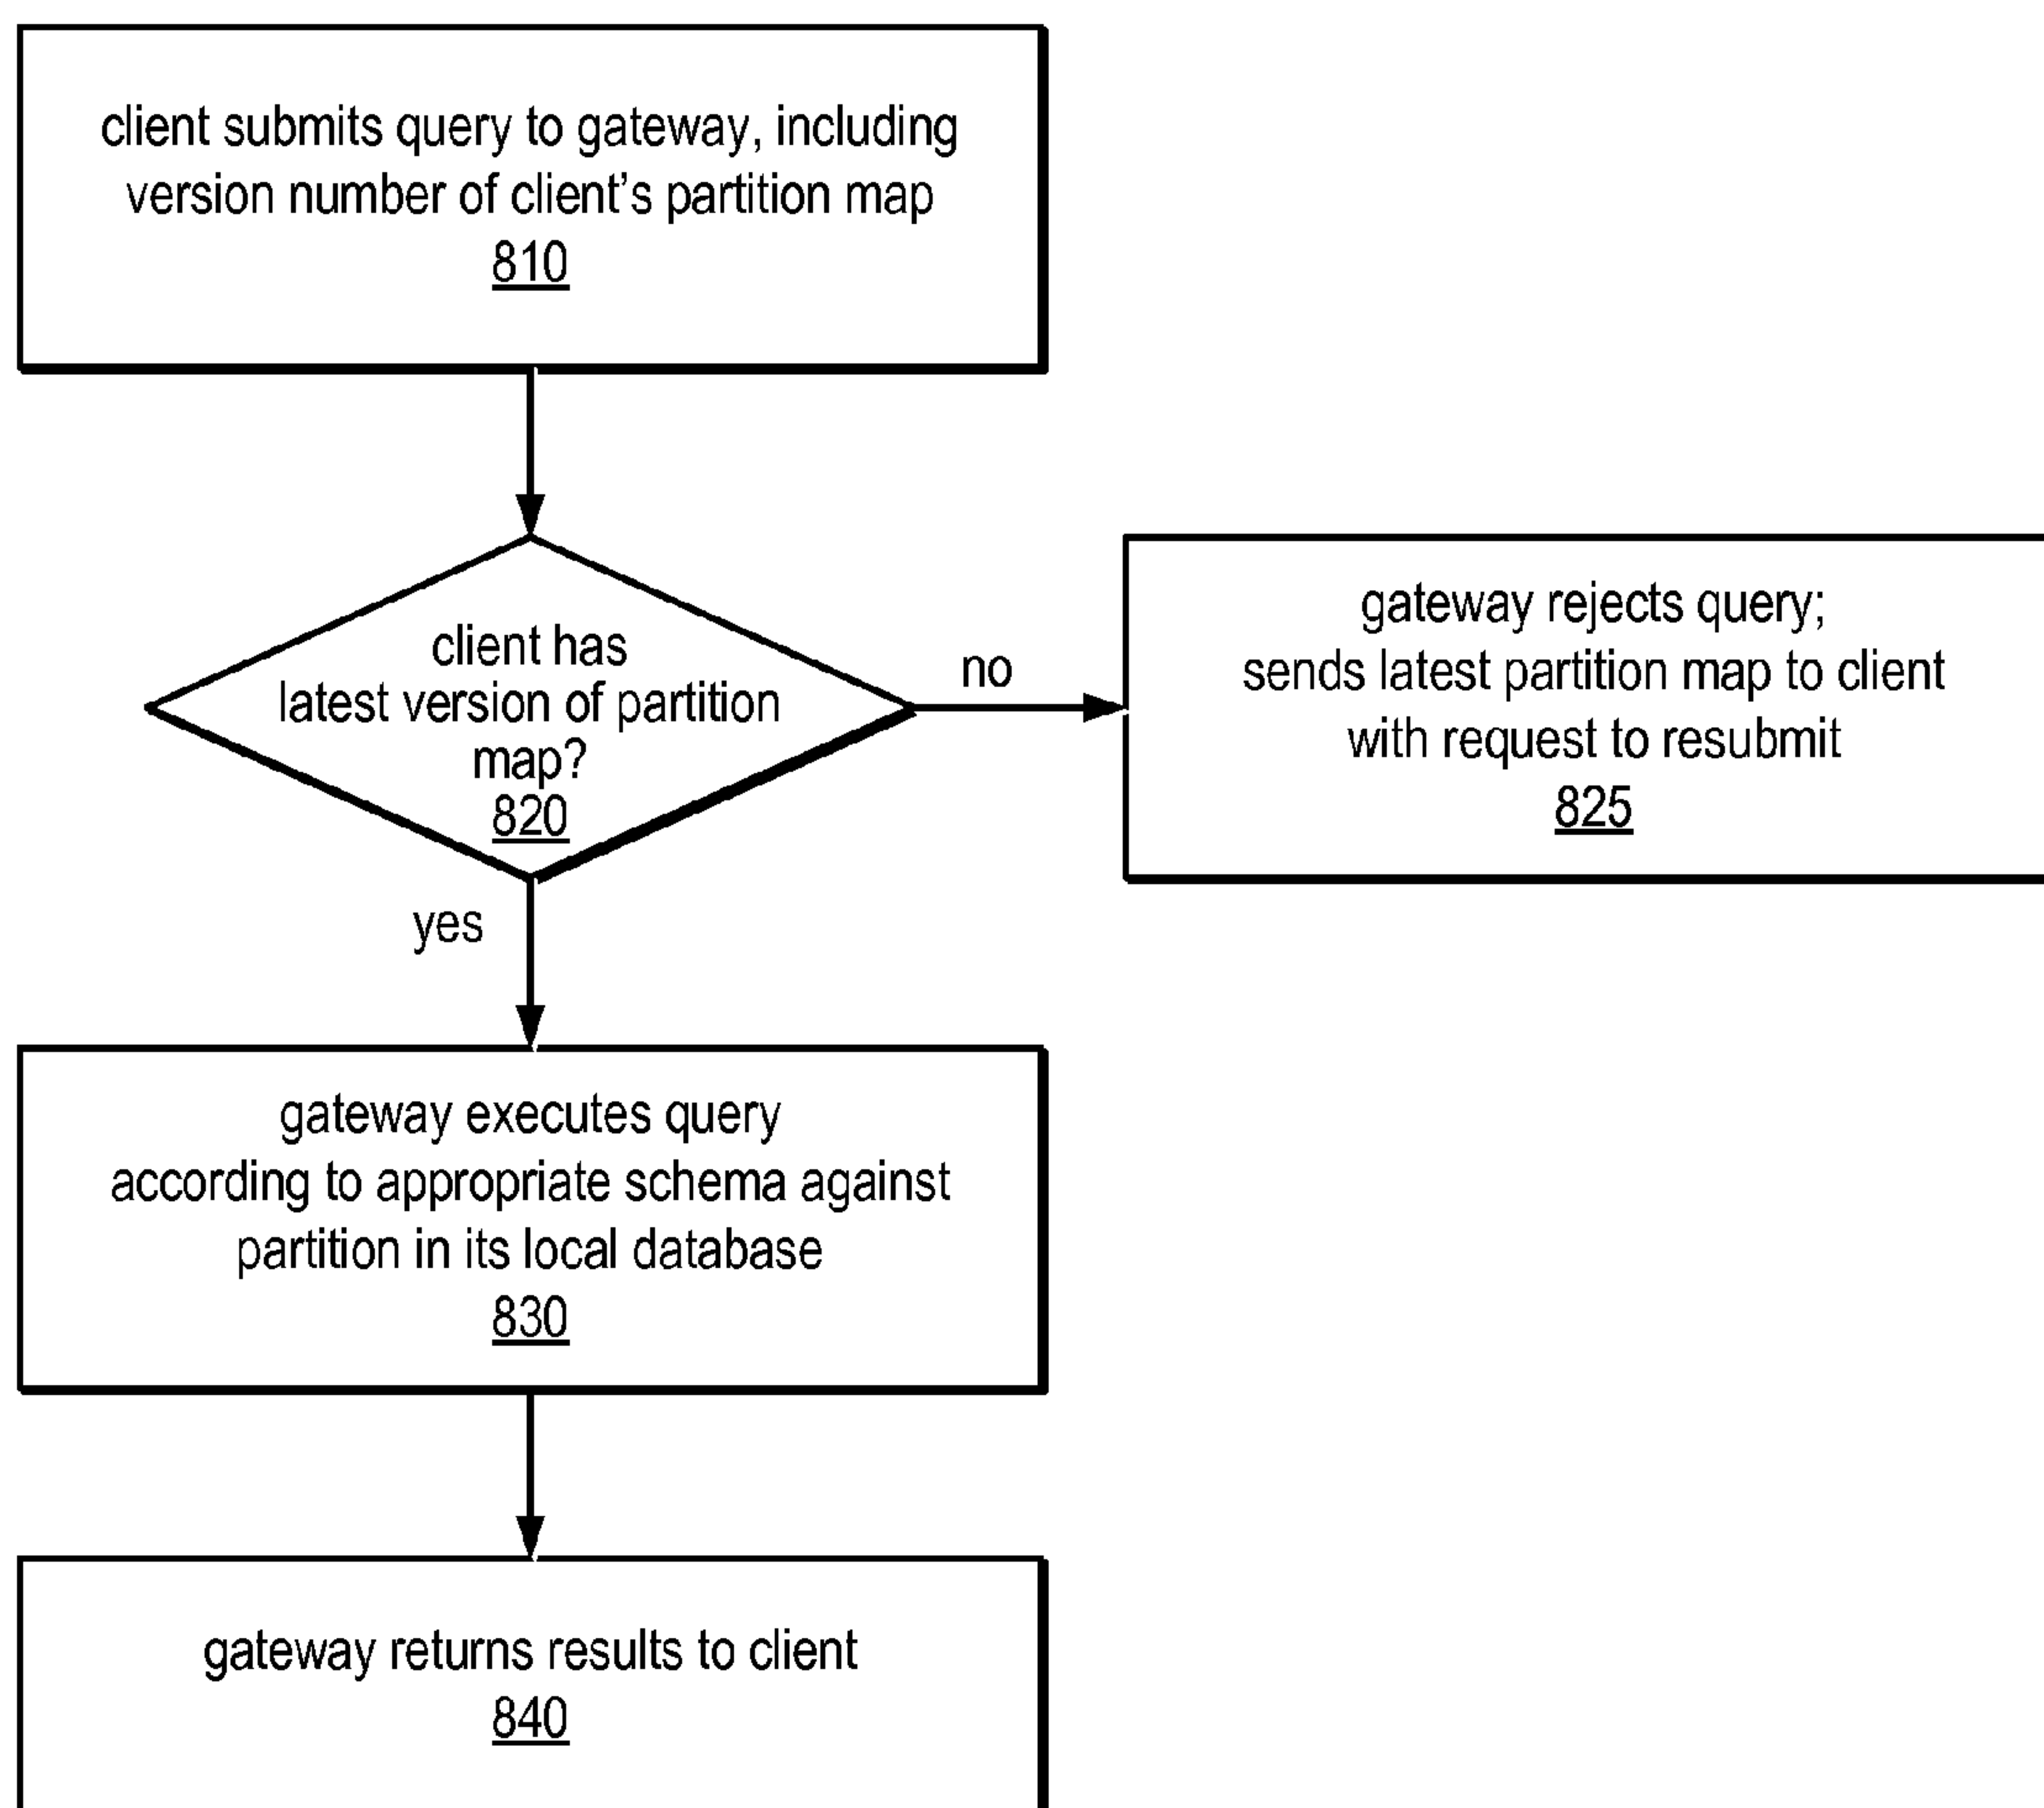 client submits query to gateway, including
version number of client’s partition map
810
client has
latest version of partition
map?
820
no
gateway rejects query;
sends latest partition map to client
with request to resubmit
825
yes
gateway executes query
according to appropriate schema against
partition in its local database
830
gateway returns results to client
840